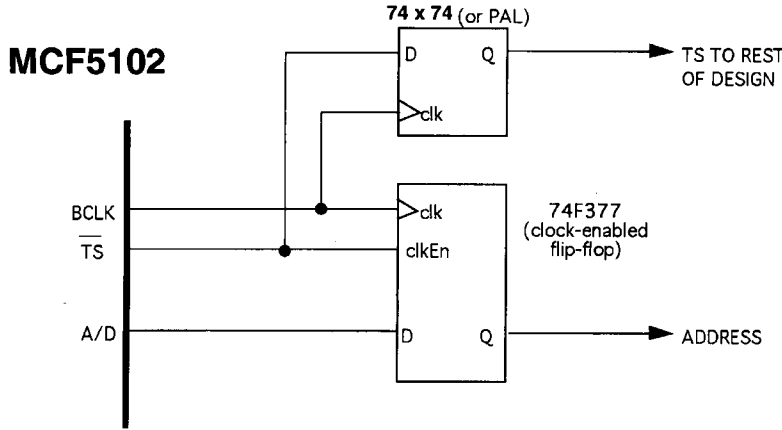 74 x 74 (or PAL)
MCF5102
D
Q
TS TO REST
OF DESIGN
clk
BCLK
clk
74F377
(clock-enabled
flip-flop)
T̅S̅
clkEn
A/D
D
Q
ADDRESS